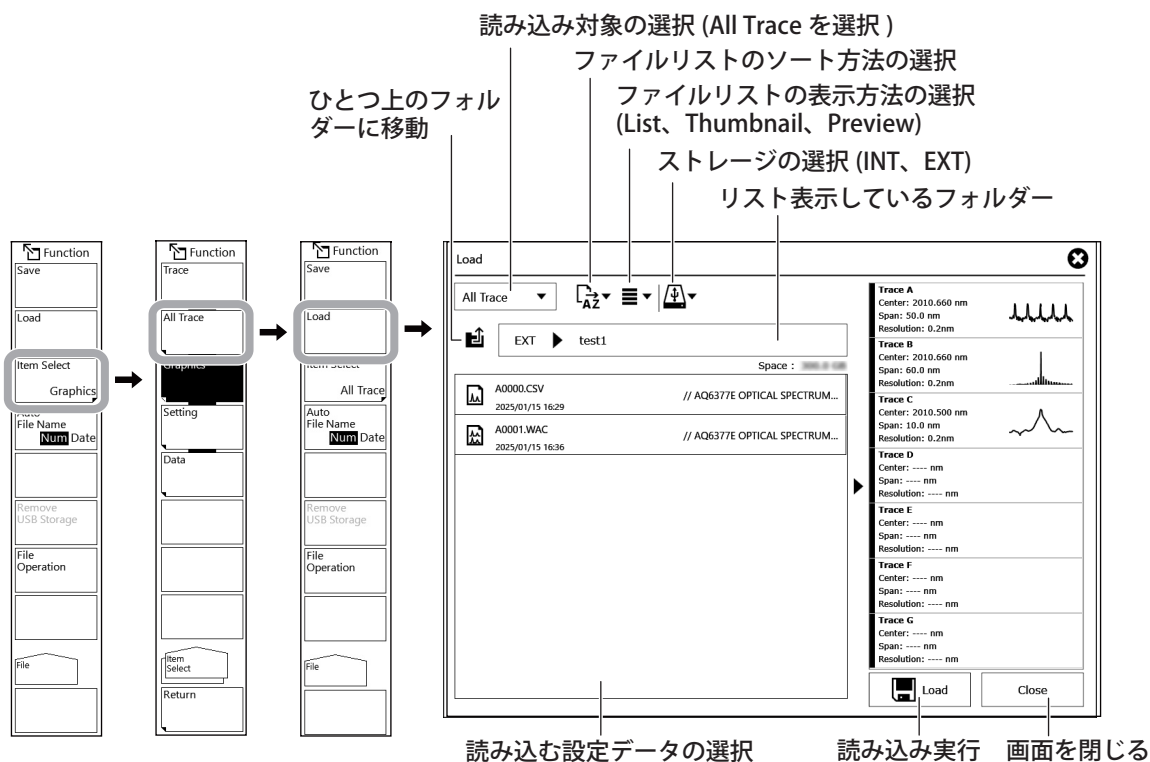 読み込み対象の選択 (All Trace を選択 )
ファイルリストのソート方法の選択
ひとつ上のフォル
ダーに移動
ファイルリストの表示方法の選択
(List、Thumbnail、Preview)
ストレージの選択 (INT、EXT)
リスト表示しているフォルダー
Function
Save
Load
Item Select
Graphics
Auto
File Name
Num Date
Remove
USB Storage
File
Operation
File
Function
Trace
All Trace
Graphics
Setting
Data
Item
Select
Return
Function
Save
Load
Item Select
All Trace
Auto
File Name
Num Date
Remove
USB Storage
File
Operation
File
Load
All Trace
AZ
EXT test1
Space :
A0000.CSV
2025/01/15 16:29
// AQ6377E OPTICAL SPECTRUM...
A0001.WAC
2025/01/15 16:36
// AQ6377E OPTICAL SPECTRUM...
Trace A
Center: 2010.660 nm
Span: 50.0 nm
Resolution: 0.2nm
Trace B
Center: 2010.660 nm
Span: 60.0 nm
Resolution: 0.2nm
Trace C
Center: 2010.500 nm
Span: 10.0 nm
Resolution: 0.2nm
Trace D
Center: ---- nm
Span: ---- nm
Resolution: ---- nm
Trace E
Center: ---- nm
Span: ---- nm
Resolution: ---- nm
Trace F
Center: ---- nm
Span: ---- nm
Resolution: ---- nm
Trace G
Center: ---- nm
Span: ---- nm
Resolution: ---- nm
Load
Close
読み込む設定データの選択
読み込み実行
画面を閉じる